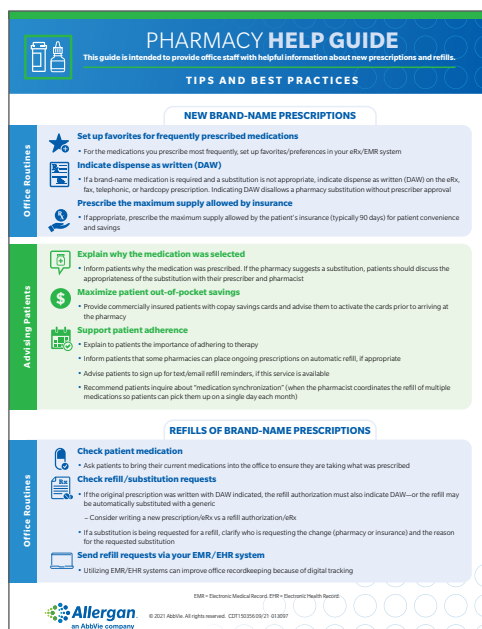 PHARMACY HELP GUIDE
This guide is intended to provide office staff with helpful information about new prescriptions and refills.
TIPS AND BEST PRACTICES
NEW BRAND-NAME PRESCRIPTIONS
Office Routines
Set up favorites for frequently prescribed medications
• For the medications you prescribe most frequently, set up favorites/preferences in your eRx/EMR system
Indicate dispense as written (DAW)
• If a brand-name medication is required and a substitution is not appropriate, indicate dispense as written (DAW) on the eRx,
fax, telephonic, or hardcopy prescription. Indicating DAW disallows a pharmacy substitution without prescriber approval
Prescribe the maximum supply allowed by insurance
• If appropriate, prescribe the maximum supply allowed by the patient's insurance (typically 90 days) for patient convenience
and savings
Advising Patients
Explain why the medication was selected
• Inform patients why the medication was prescribed. If the pharmacy suggests a substitution, patients should discuss the
appropriateness of the substitution with their prescriber and pharmacist
$
Maximize patient out-of-pocket savings
• Provide commercially insured patients with copay savings cards and advise them to activate the cards prior to arriving at
the pharmacy
Support patient adherence
• Explain to patients the importance of adhering to therapy
• Inform patients that some pharmacies can place ongoing prescriptions on automatic refill, if appropriate
• Advise patients to sign up for text/email refill reminders, if this service is available
• Recommend patients inquire about "medication synchronization" (when the pharmacist coordinates the refill of multiple
medications so patients can pick them up on a single day each month)
REFILLS OF BRAND-NAME PRESCRIPTIONS
Office Routines
Check patient medication
• Ask patients to bring their current medications into the office to ensure they are taking what was prescribed
Rx
Check refill/substitution requests
• If the original prescription was written with DAW indicated, the refill authorization must also indicate DAW—or the refill may
be automatically substituted with a generic
– Consider writing a new prescription/eRx vs a refill authorization/eRx
• If a substitution is being requested for a refill, clarify who is requesting the change (pharmacy or insurance) and the reason
for the requested substitution
Send refill requests via your EMR/EHR system
• Utilizing EMR/EHR systems can improve office recordkeeping because of digital tracking
EMR = Electronic Medical Record. EHR = Electronic Health Record.
Allergan
an AbbVie company
© 2021 AbbVie. All rights reserved.